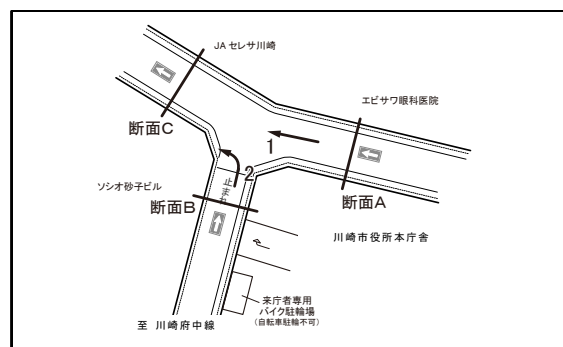 JAセレサ川崎
エビサワ眼科医院
断面C
1
2
止まれ
ソシオ砂子ビル
断面B
断面A
川崎市役所本庁舎
来庁者専用
バイク駐輪場
(自転車駐輪不可)
至 川崎府中線